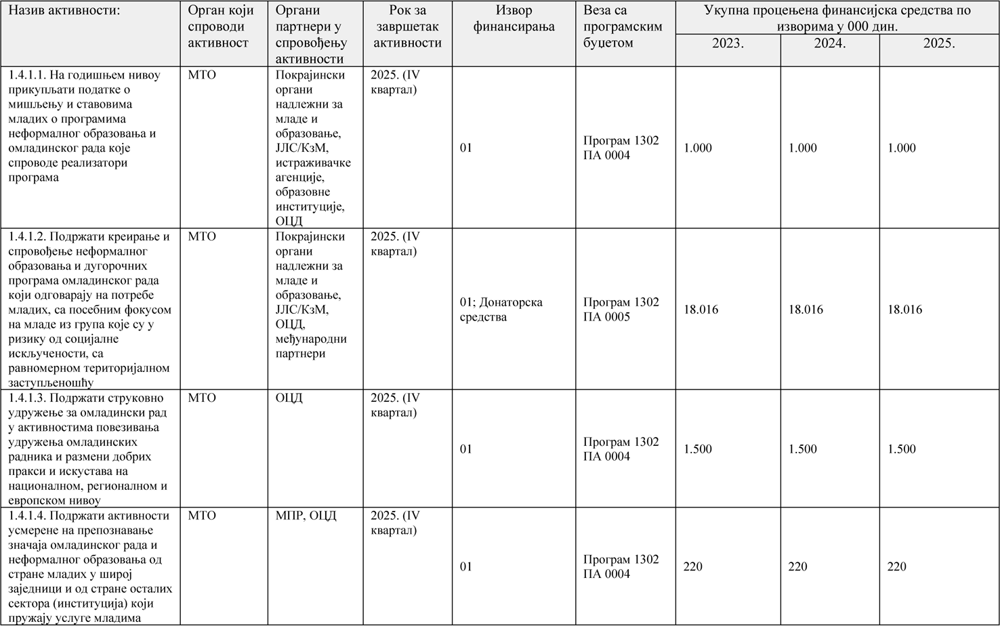 Назив активности:
Орган који
спроводи
активност
Органи
партнери у
спровођењу
активности
Рок за
завршетак
активности
Извор
финансирања
Веза са
програмским
буџетом
Укупна процењена финансијска средства по
изворима у 000 дин.
2023.
2024.
2025.
1.4.1.1. На годишњем нивоу
прикупљати податке о
мишљењу и ставовима
младих о програмима
неформалног образовања и
омладинског рада које
спроводе реализатори
програма
МТО
Покрајински
органи
надлежни за
младе и
образовање,
ЈЛС/КзМ,
истраживачке
агенције,
образовне
институције,
ОЦД
2025. (IV
квартал)
01
Програм 1302
ПА 0004
1.000
1.000
1.000
1.4.1.2. Подржати креирање и
спровођење неформалног
образовања и дугорочних
програма омладинског рада
који одговарају на потребе
младих, са посебним фокусом
на младе из група које су у
ризику од социјалне
искључености, са
равномерном територијалном
заступљеношћу
МТО
Покрајински
органи
надлежни за
младе и
образовање,
ЈЛС/КзМ,
ОЦД,
међународни
партнери
2025. (IV
квартал)
01; Донаторска
средства
Програм 1302
ПА 0005
18.016
18.016
18.016
1.4.1.3. Подржати струковно
удружење за омладински рад
у активностима повезивања
удружења омладинских
радника и размени добрих
пракси и искустава на
националном, регионалном и
европском нивоу
МТО
ОЦД
2025. (IV
квартал)
01
Програм 1302
ПА 0004
1.500
1.500
1.500
1.4.1.4. Подржати активности
усмерене на препознавање
значаја омладинског рада и
неформалног образовања од
стране младих у широј
заједници и од стране осталих
сектора (институција) који
пружају услуге младима
МТО
МПР, ОЦД
2025. (IV
квартал)
01
Програм 1302
ПА 0004
220
220
220